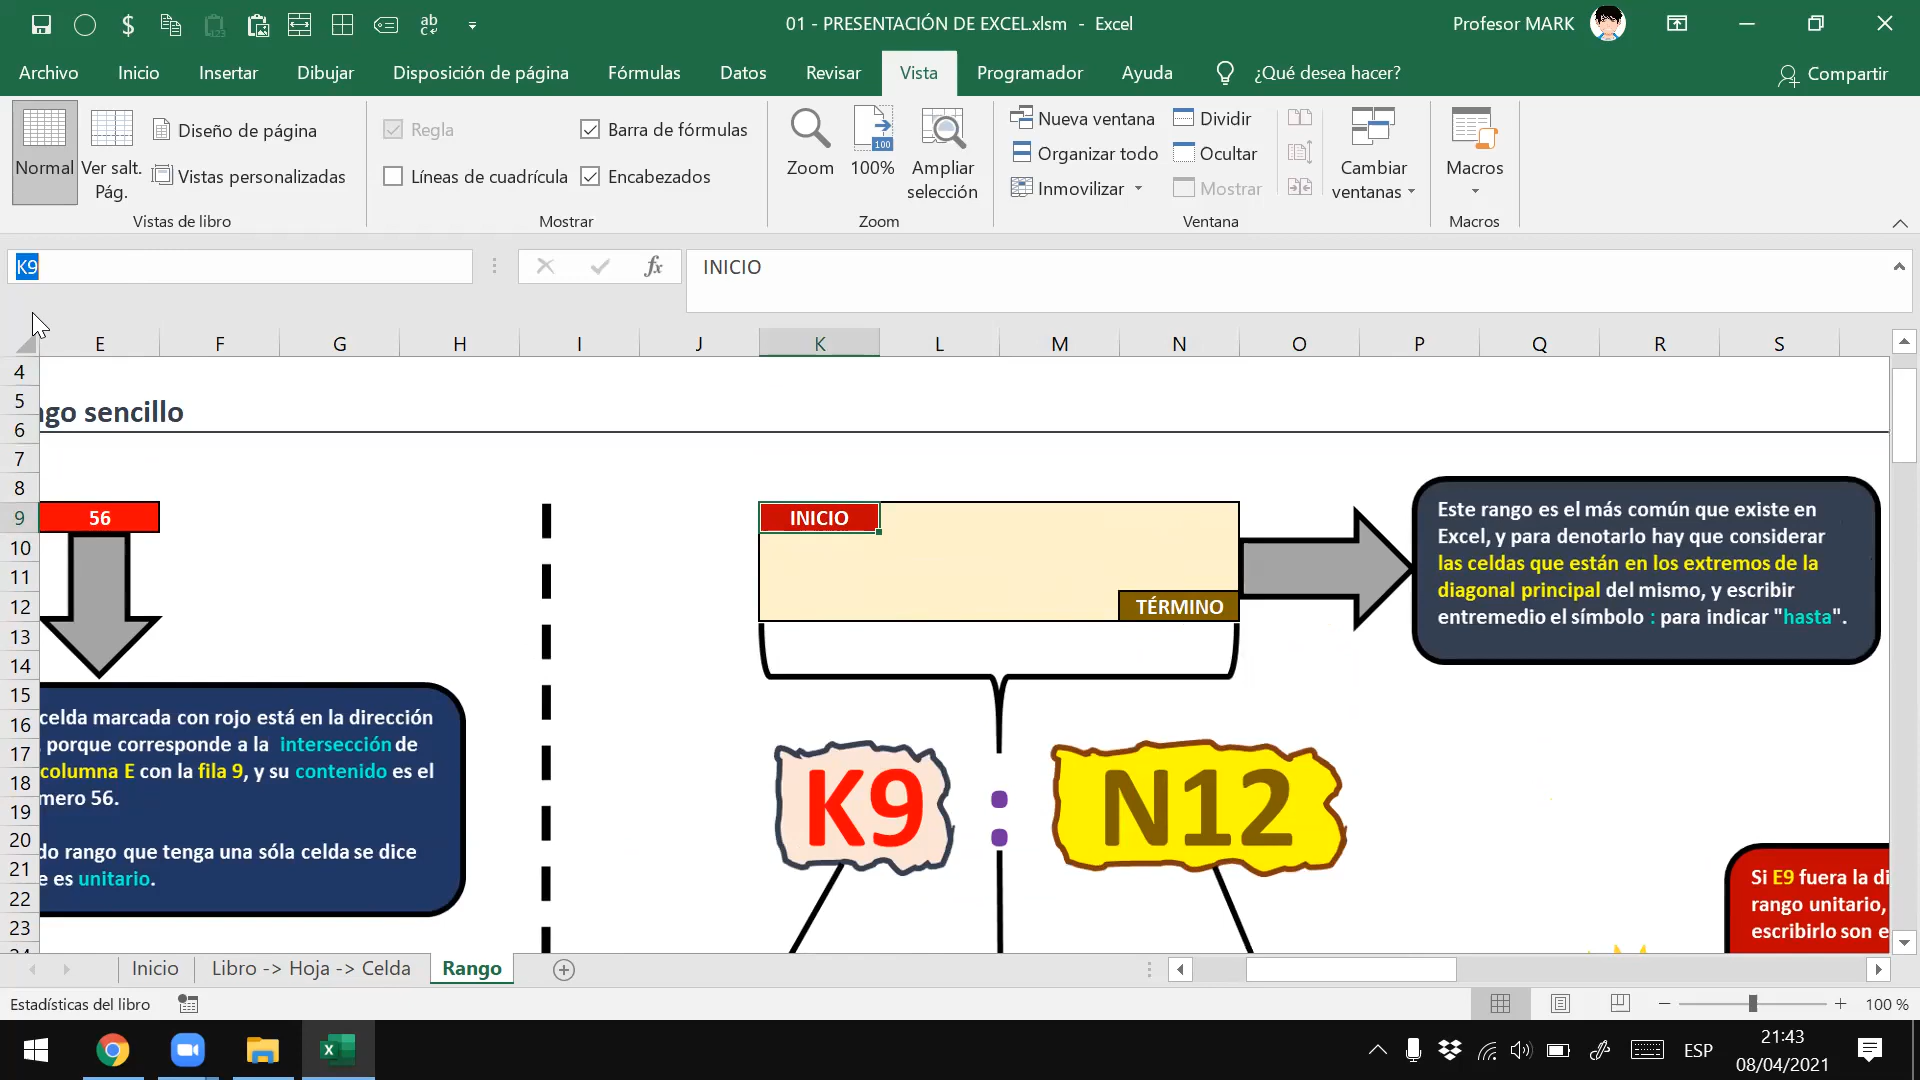 $
123
ab
c
01 - PRESENTACIÓN DE EXCEL.xlsm - Excel
Profesor MARK
Archivo Inicio Insertar Dibujar Disposición de página Fórmulas Datos Revisar Vista Programador Ayuda ¿Qué desea hacer? Compartir
Normal
Ver salt.
Pág.
Diseño de página
Vistas personalizadas
Vistas de libro
Regla
Barra de fórmulas
Líneas de cuadrícula
Encabezados
Mostrar
Zoom
100
100%
Ampliar
selección
Zoom
Nueva ventana
Organizar todo
Inmovilizar
Dividir
Ocultar
Mostrar
Cambiar
ventanas
Ventana
Macros
Macros
K9
fx
INICIO
E F G H I J K L M N O P Q R S
4
5
6
7
8
9
10
11
12
13
14
15
16
17
18
19
20
21
22
23
24
ngo sencillo
56
celda marcada con rojo está en la dirección
porque corresponde a la intersección de
columna E con la fila 9, y su contenido es el
mero 56.
do rango que tenga una sóla celda se dice
e es unitario.
INICIO
TÉRMINO
K9 : N12
Este rango es el más común que existe en
Excel, y para denotarlo hay que considerar
las celdas que están en los extremos de la
diagonal principal del mismo, y escribir
entremedio el símbolo : para indicar "hasta".
Si E9 fuera la di
rango unitario,
escribirlo son e
Inicio Libro -> Hoja -> Celda Rango
Estadísticas del libro
100 %
ESP
21:43
08/04/2021